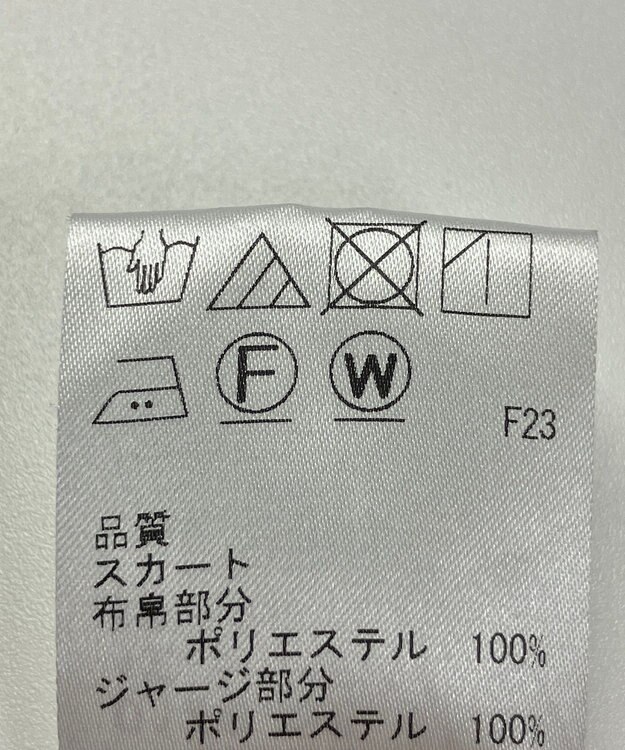 F W
F23
品質
スカート
布帛部分
ポリエステル 100%
ジャージ部分
ポリエステル 100%